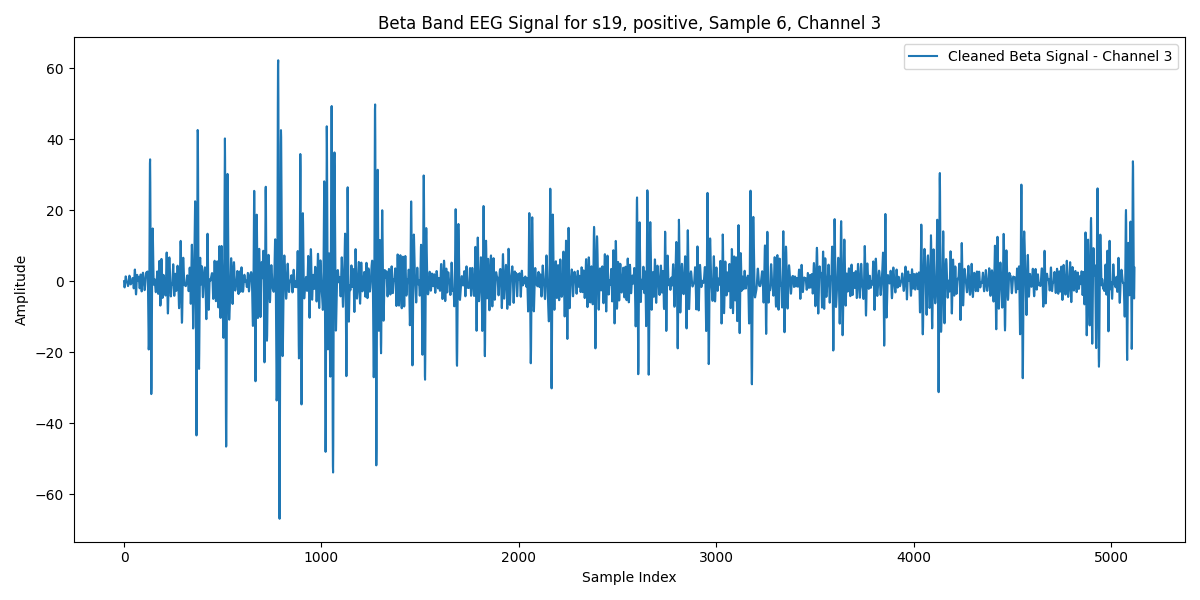 Beta Band EEG Signal for s19, positive, Sample 6, Channel 3
Cleaned Beta Signal - Channel 3
Amplitude
60
40
20
0
−20
−40
−60
0 1000 2000 3000 4000 5000
Sample Index